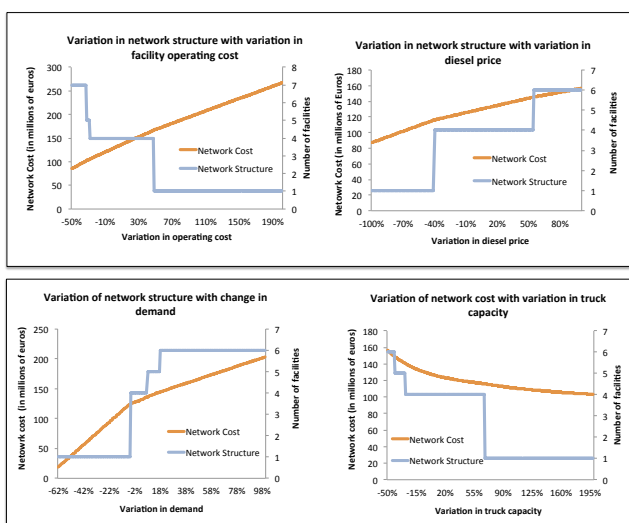 Variation in network structure with variation in
facility operating cost
Network Cost (in millions of euros)
300
250
200
150
100
50
0
8
7
6
5
4
3
2
1
0
Number of facilities
Network Cost
Network Structure
-50% 30% 110% 190%
Variation in operating cost
Variation in network structure with variation in
diesel price
Netowrk Cost (in millions of Euros)
180
160
140
120
100
80
60
40
20
0
7
6
5
4
3
2
1
0
Number of facilities
Network Cost
Network Structure
-100% -40% 20% 80%
Variation in diesel price
Variation of network structure with change in
demand
Netowrk cost (in millions of euros)
250
200
150
100
50
0
7
6
5
4
3
2
1
0
Number of facilities
Network Cost
Network Structure
-62% -42% -22% -2% 18% 38% 58% 78% 98%
Variation in demand
Variation of network cost with variation in truck
capacity
Netowrk cost (in millions of euros)
180
160
140
120
100
80
60
40
20
0
7
6
5
4
3
2
1
0
Number of facilities
Network Cost
Network Structure
-50% -15% 20% 55% 90% 125% 160% 195%
Variation in truck capacity